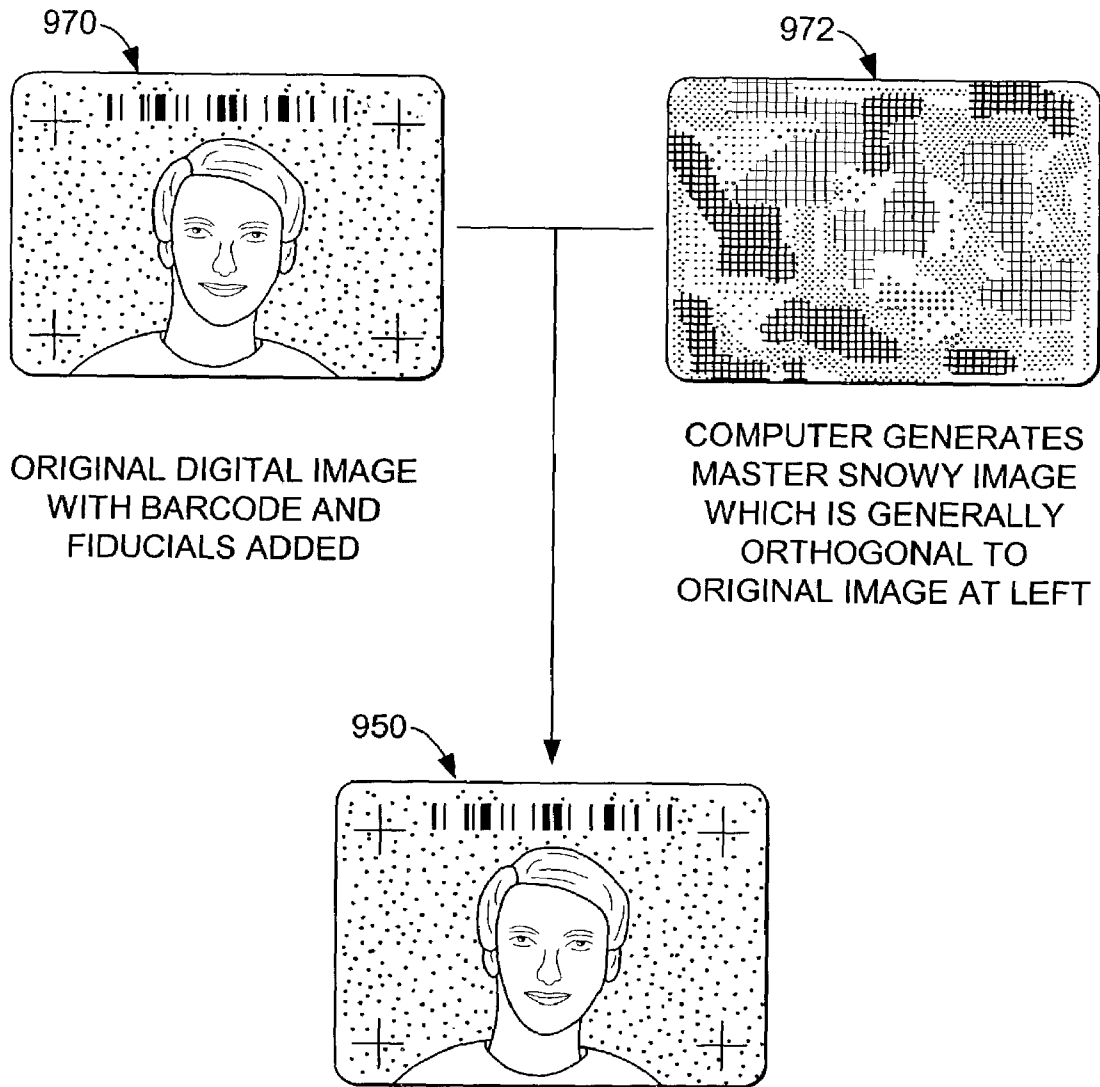 970
972
ORIGINAL DIGITAL IMAGE
WITH BARCODE AND
FIDUCIALS ADDED
COMPUTER GENERATES
MASTER SNOWY IMAGE
WHICH IS GENERALLY
ORTHOGONAL TO
ORIGINAL IMAGE AT LEFT
950